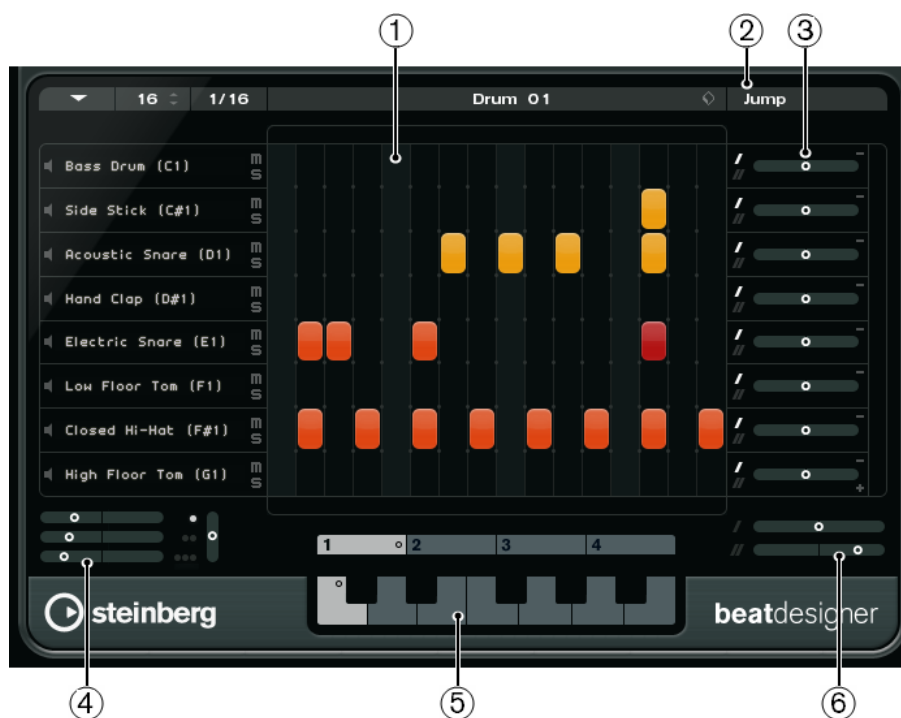 ① ② ③
16 1/16 Drum 01 Jump
Bass Drum (C1) m s
Side Stick (C#1) m s
Acoustic Snare (D1) m s
Hand Clap (D#1) m s
Electric Snare (E1) m s
Low Floor Tom (F1) m s
Closed Hi-Hat (F#1) m s
High Floor Tom (G1) m s
1 2 3 4
steinberg beatdesigner
④ ⑤ ⑥